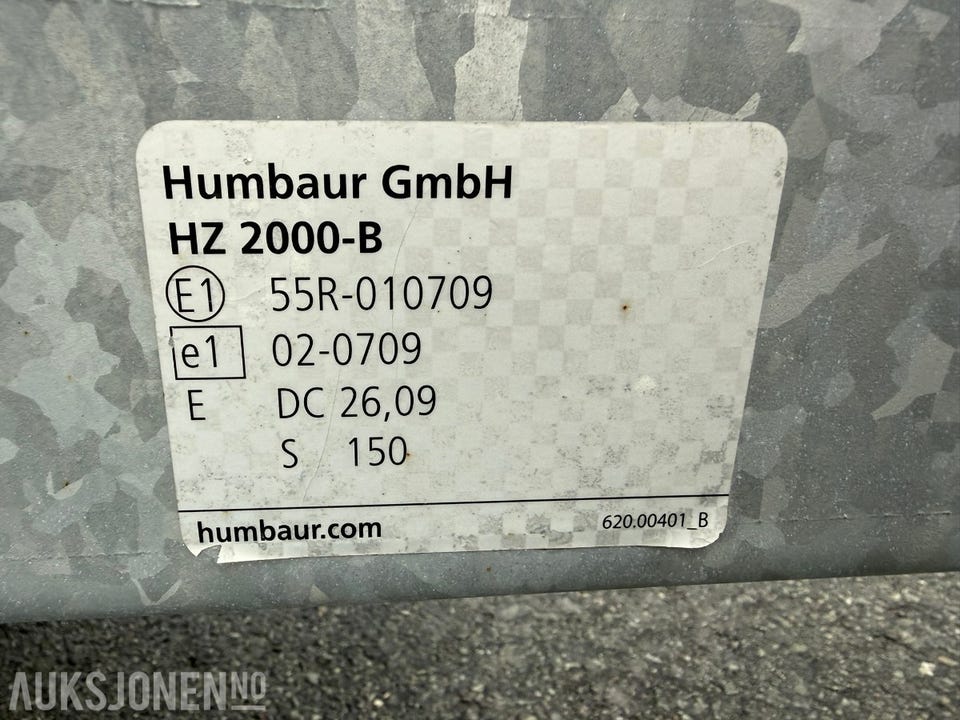 Humbaur GmbH
HZ 2000-B
E1 55R-010709
e1 02-0709
E DC 26,09
S 150
humbaur.com 620.00401_B
AUKSJONEN.NO